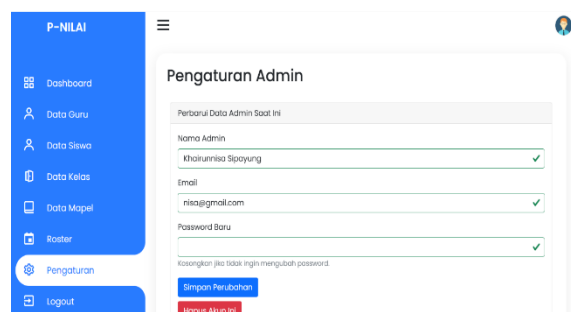 P-NILAI
Dashboard
Data Guru
Data Siswa
Data Kelas
Data Mapel
Roster
Pengaturan
Logout
Pengaturan Admin
Perbarui Data Admin Saat Ini
Nama Admin
Khairunnisa Sipayung
Email
nisa@gmail.com
Password Baru
Kosongkan jika tidak ingin mengubah password.
Simpan Perubahan
Hapus Akun Ini